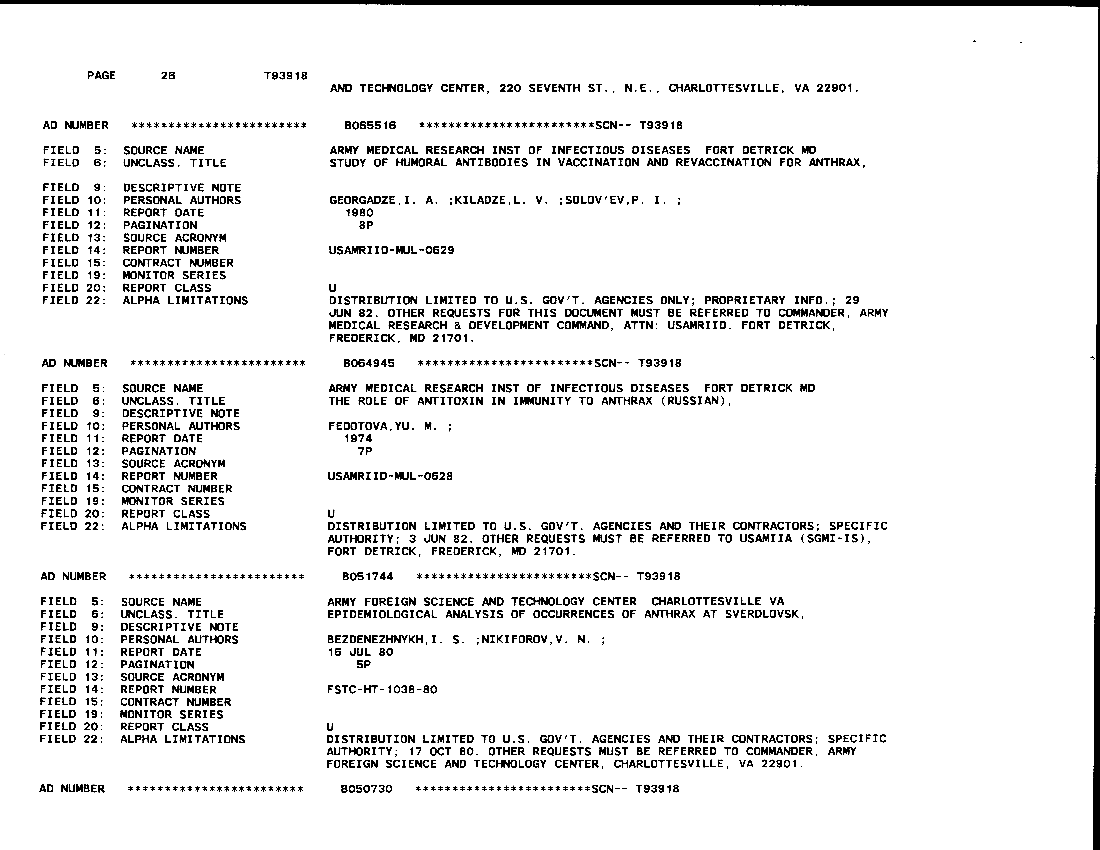 PAGE 26 T93918
AND TECHNOLOGY CENTER, 220 SEVENTH ST., N.E., CHARLOTTESVILLE, VA 22901.
AD NUMBER ************************ B065516 ************************SCN-- T93918
FIELD 5: SOURCE NAME ARMY MEDICAL RESEARCH INST OF INFECTIOUS DISEASES FORT DETRICK MD
FIELD 6: UNCLASS. TITLE STUDY OF HUMORAL ANTIBODIES IN VACCINATION AND REVACCINATION FOR ANTHRAX,
FIELD 9: DESCRIPTIVE NOTE
FIELD 10: PERSONAL AUTHORS GEORGADZE,I. A. ;KILADZE,L. V. ;SOLOV'EV,P. I. ;
FIELD 11: REPORT DATE 1980
FIELD 12: PAGINATION 8P
FIELD 13: SOURCE ACRONYM
FIELD 14: REPORT NUMBER USAMRIID-MUL-0629
FIELD 15: CONTRACT NUMBER
FIELD 19: MONITOR SERIES
FIELD 20: REPORT CLASS U
FIELD 22: ALPHA LIMITATIONS DISTRIBUTION LIMITED TO U.S. GOV'T. AGENCIES ONLY; PROPRIETARY INFO.; 29
JUN 82. OTHER REQUESTS FOR THIS DOCUMENT MUST BE REFERRED TO COMMANDER, ARMY
MEDICAL RESEARCH & DEVELOPMENT COMMAND, ATTN: USAMRIID. FORT DETRICK,
FREDERICK, MD 21701.
AD NUMBER ************************ B064945 ************************SCN-- T93918
FIELD 5: SOURCE NAME ARMY MEDICAL RESEARCH INST OF INFECTIOUS DISEASES FORT DETRICK MD
FIELD 6: UNCLASS. TITLE THE ROLE OF ANTITOXIN IN IMMUNITY TO ANTHRAX (RUSSIAN),
FIELD 9: DESCRIPTIVE NOTE
FIELD 10: PERSONAL AUTHORS FEDOTOVA,YU. M. ;
FIELD 11: REPORT DATE 1974
FIELD 12: PAGINATION 7P
FIELD 13: SOURCE ACRONYM
FIELD 14: REPORT NUMBER USAMRIID-MUL-0628
FIELD 15: CONTRACT NUMBER
FIELD 19: MONITOR SERIES
FIELD 20: REPORT CLASS U
FIELD 22: ALPHA LIMITATIONS DISTRIBUTION LIMITED TO U.S. GOV'T. AGENCIES AND THEIR CONTRACTORS; SPECIFIC
AUTHORITY; 3 JUN 82. OTHER REQUESTS MUST BE REFERRED TO USAMIIA (SGMI-IS),
FORT DETRICK, FREDERICK, MD 21701.
AD NUMBER ************************ B051744 ************************SCN-- T93918
FIELD 5: SOURCE NAME ARMY FOREIGN SCIENCE AND TECHNOLOGY CENTER CHARLOTTESVILLE VA
FIELD 6: UNCLASS. TITLE EPIDEMIOLOGICAL ANALYSIS OF OCCURRENCES OF ANTHRAX AT SVERDLOVSK,
FIELD 9: DESCRIPTIVE NOTE
FIELD 10: PERSONAL AUTHORS BEZDENEZHNYKH,I. S. ;NIKIFOROV,V. N. ;
FIELD 11: REPORT DATE 16 JUL 80
FIELD 12: PAGINATION 5P
FIELD 13: SOURCE ACRONYM
FIELD 14: REPORT NUMBER FSTC-HT-1038-80
FIELD 15: CONTRACT NUMBER
FIELD 19: MONITOR SERIES
FIELD 20: REPORT CLASS U
FIELD 22: ALPHA LIMITATIONS DISTRIBUTION LIMITED TO U.S. GOV'T. AGENCIES AND THEIR CONTRACTORS; SPECIFIC
AUTHORITY; 17 OCT 80. OTHER REQUESTS MUST BE REFERRED TO COMMANDER, ARMY
FOREIGN SCIENCE AND TECHNOLOGY CENTER, CHARLOTTESVILLE, VA 22901.
AD NUMBER ************************ B050730 ************************SCN-- T93918